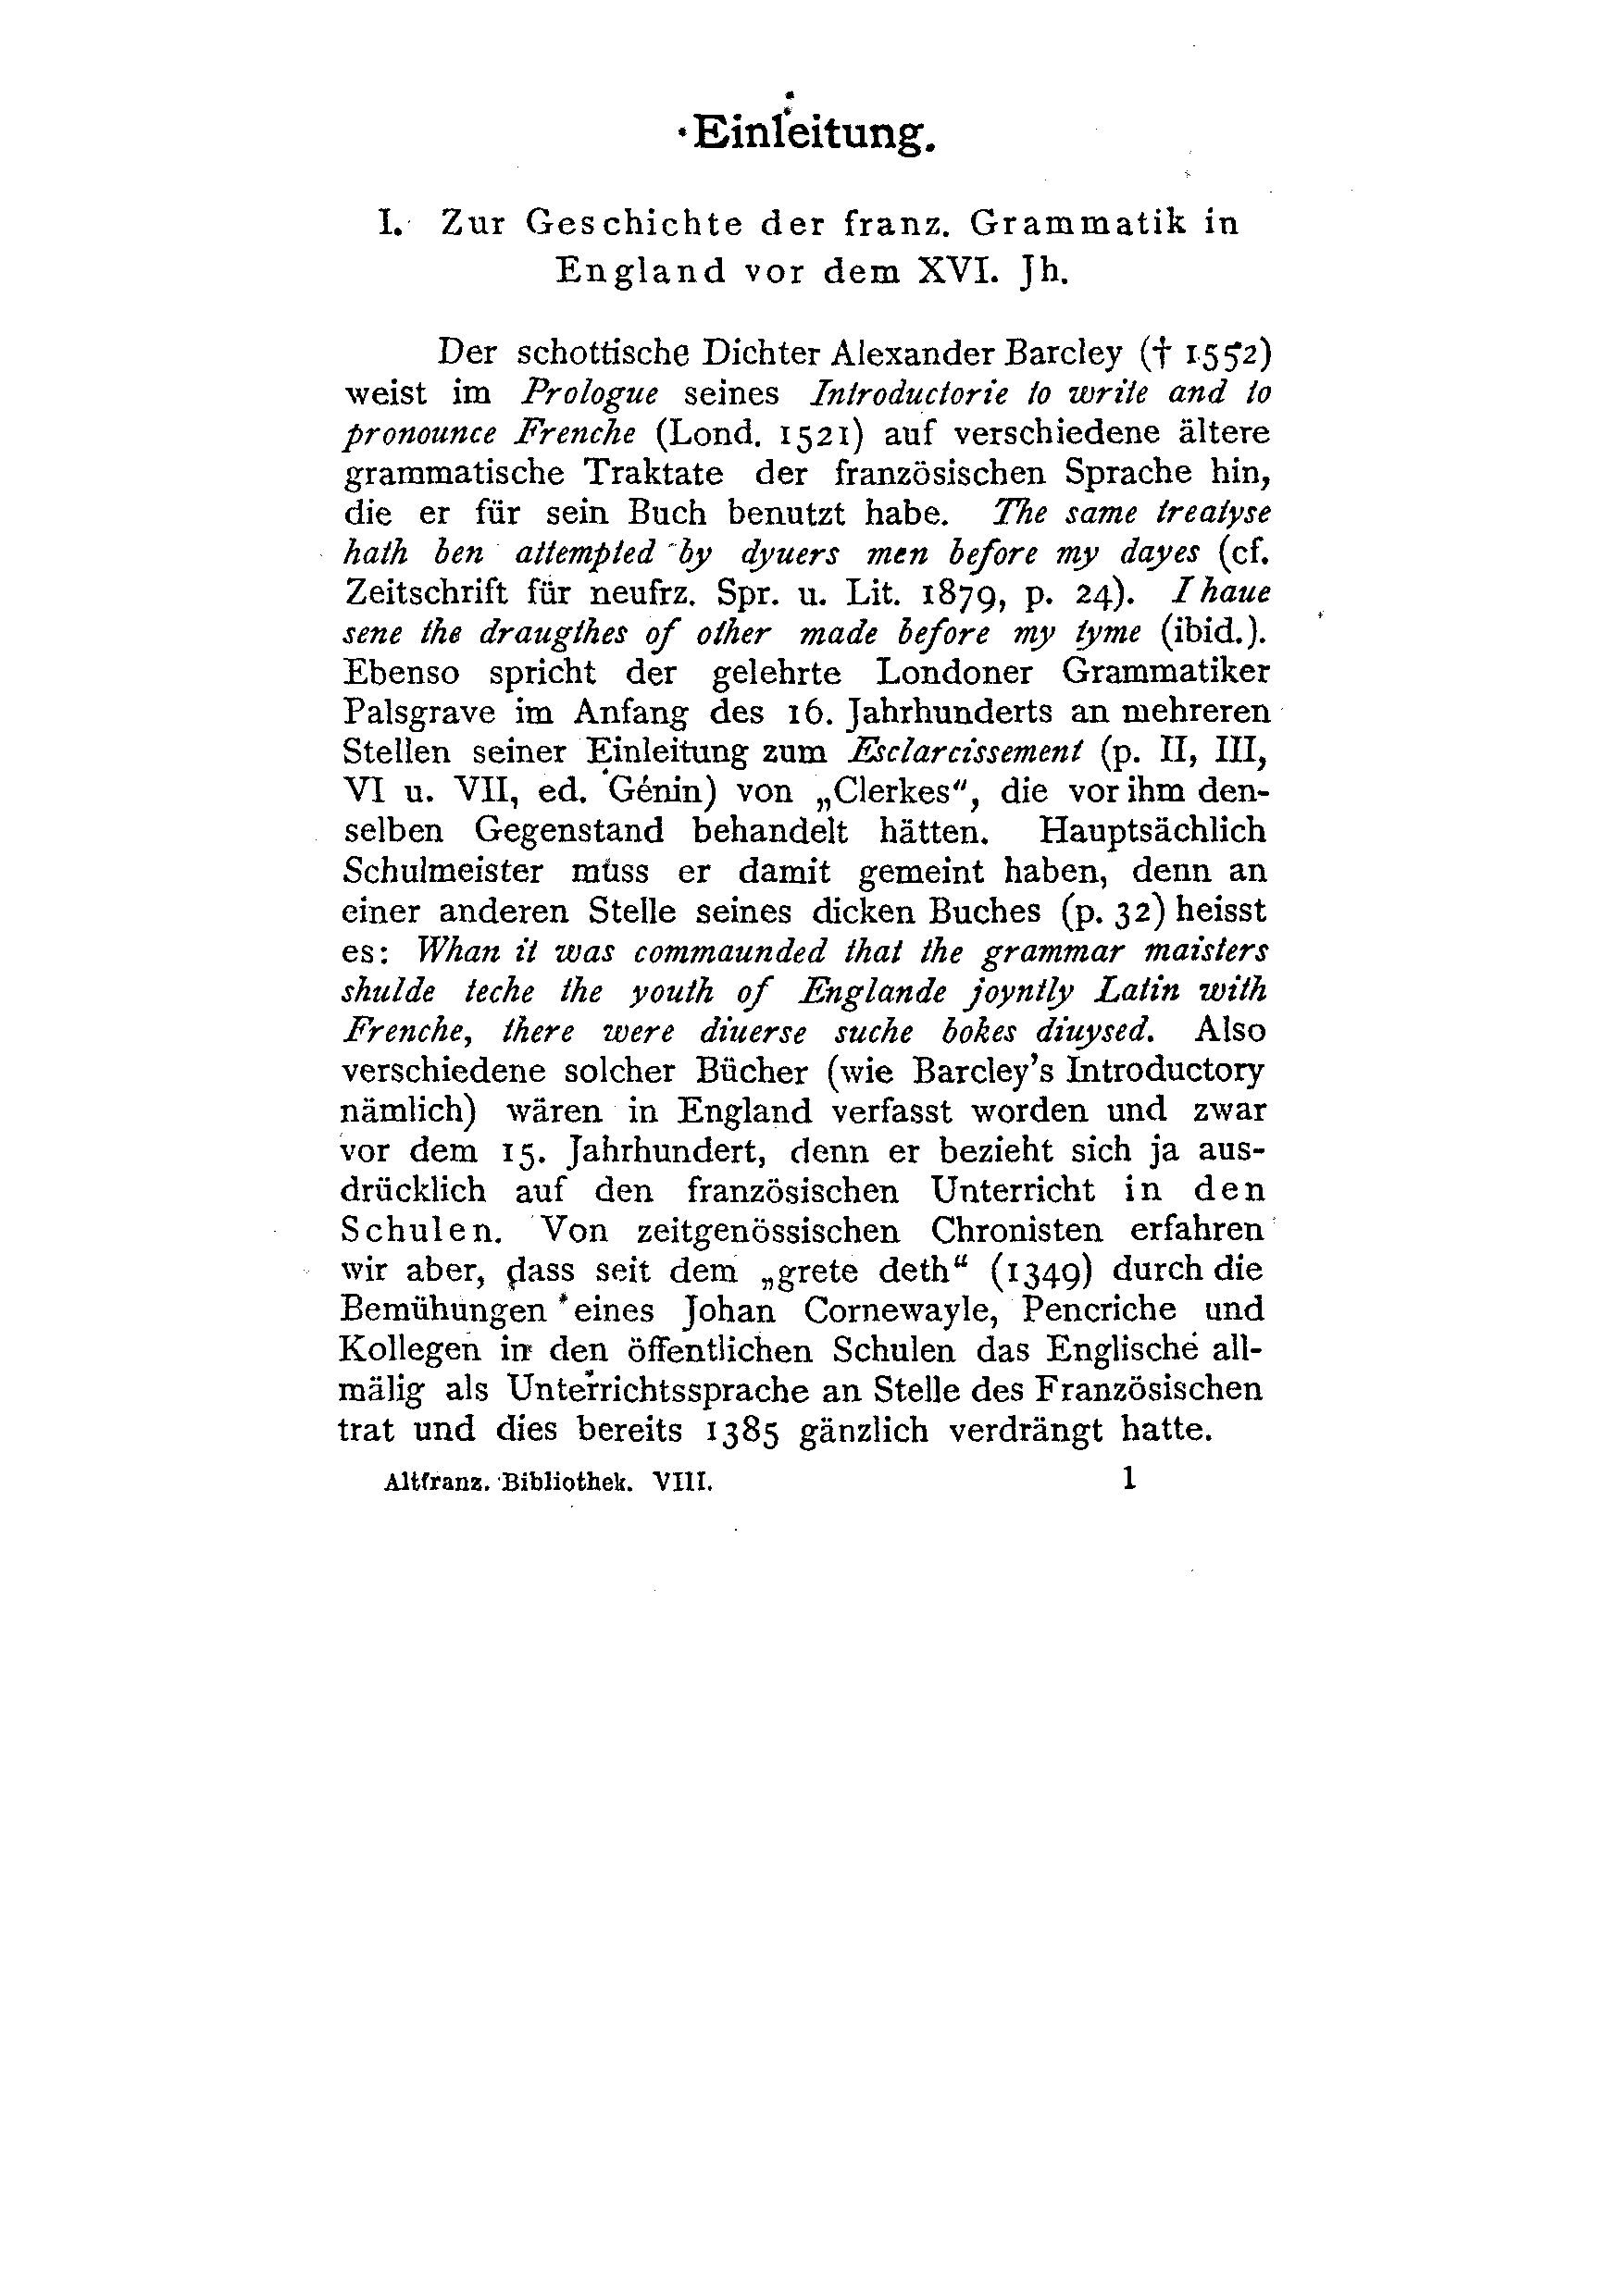 Einleitung.
I. Zur Geschichte der franz. Grammatik in
England vor dem XVI. Jh.
Der schottische Dichter Alexander Barcley († 1552)
weist im Prologue seines Introductorie to write and to
pronounce Frenche (Lond. 1521) auf verschiedene ältere
grammatische Traktate der französischen Sprache hin,
die er für sein Buch benutzt habe. The same treatyse
hath ben attempted by dyuers men before my dayes (cf.
Zeitschrift für neufrz. Spr. u. Lit. 1879, p. 24). I haue
sene the draugthes of other made before my tyme (ibid.).
Ebenso spricht der gelehrte Londoner Grammatiker
Palsgrave im Anfang des 16. Jahrhunderts an mehreren
Stellen seiner Einleitung zum Esclarcissement (p. II, III,
VI u. VII, ed. Génin) von „Clerkes", die vor ihm den-
selben Gegenstand behandelt hätten. Hauptsächlich
Schulmeister muss er damit gemeint haben, denn an
einer anderen Stelle seines dicken Buches (p. 32) heisst
es: Whan it was commaunded that the grammar maisters
shulde teche the youth of Englande joyntly Latin with
Frenche, there were diuerse suche bokes diuysed. Also
verschiedene solcher Bücher (wie Barcley's Introductory
nämlich) wären in England verfasst worden und zwar
vor dem 15. Jahrhundert, denn er bezieht sich ja aus-
drücklich auf den französischen Unterricht in den
Schulen. Von zeitgenössischen Chronisten erfahren
wir aber, dass seit dem „grete deth“ (1349) durch die
Bemühungen eines Johan Cornewayle, Pencriche und
Kollegen in den öffentlichen Schulen das Englische all-
mälig als Unterrichtssprache an Stelle des Französischen
trat und dies bereits 1385 gänzlich verdrängt hatte.
Altfranz. Bibliothek. VIII. 1